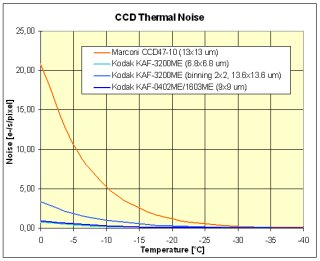 CCD Thermal Noise
Noise [e-/s/pixel]
25,00
20,00
15,00
10,00
5,00
0,00
Marconi CCD47-10 (13x13 um)
Kodak KAF-3200ME (6.8x6.8 um)
Kodak KAF-3200ME (binning 2x2, 13.6x13.6 um)
Kodak KAF-0402ME/1603ME (9x9 um)
0 -5 -10 -15 -20 -25 -30 -35 -40
Temperature [°C]